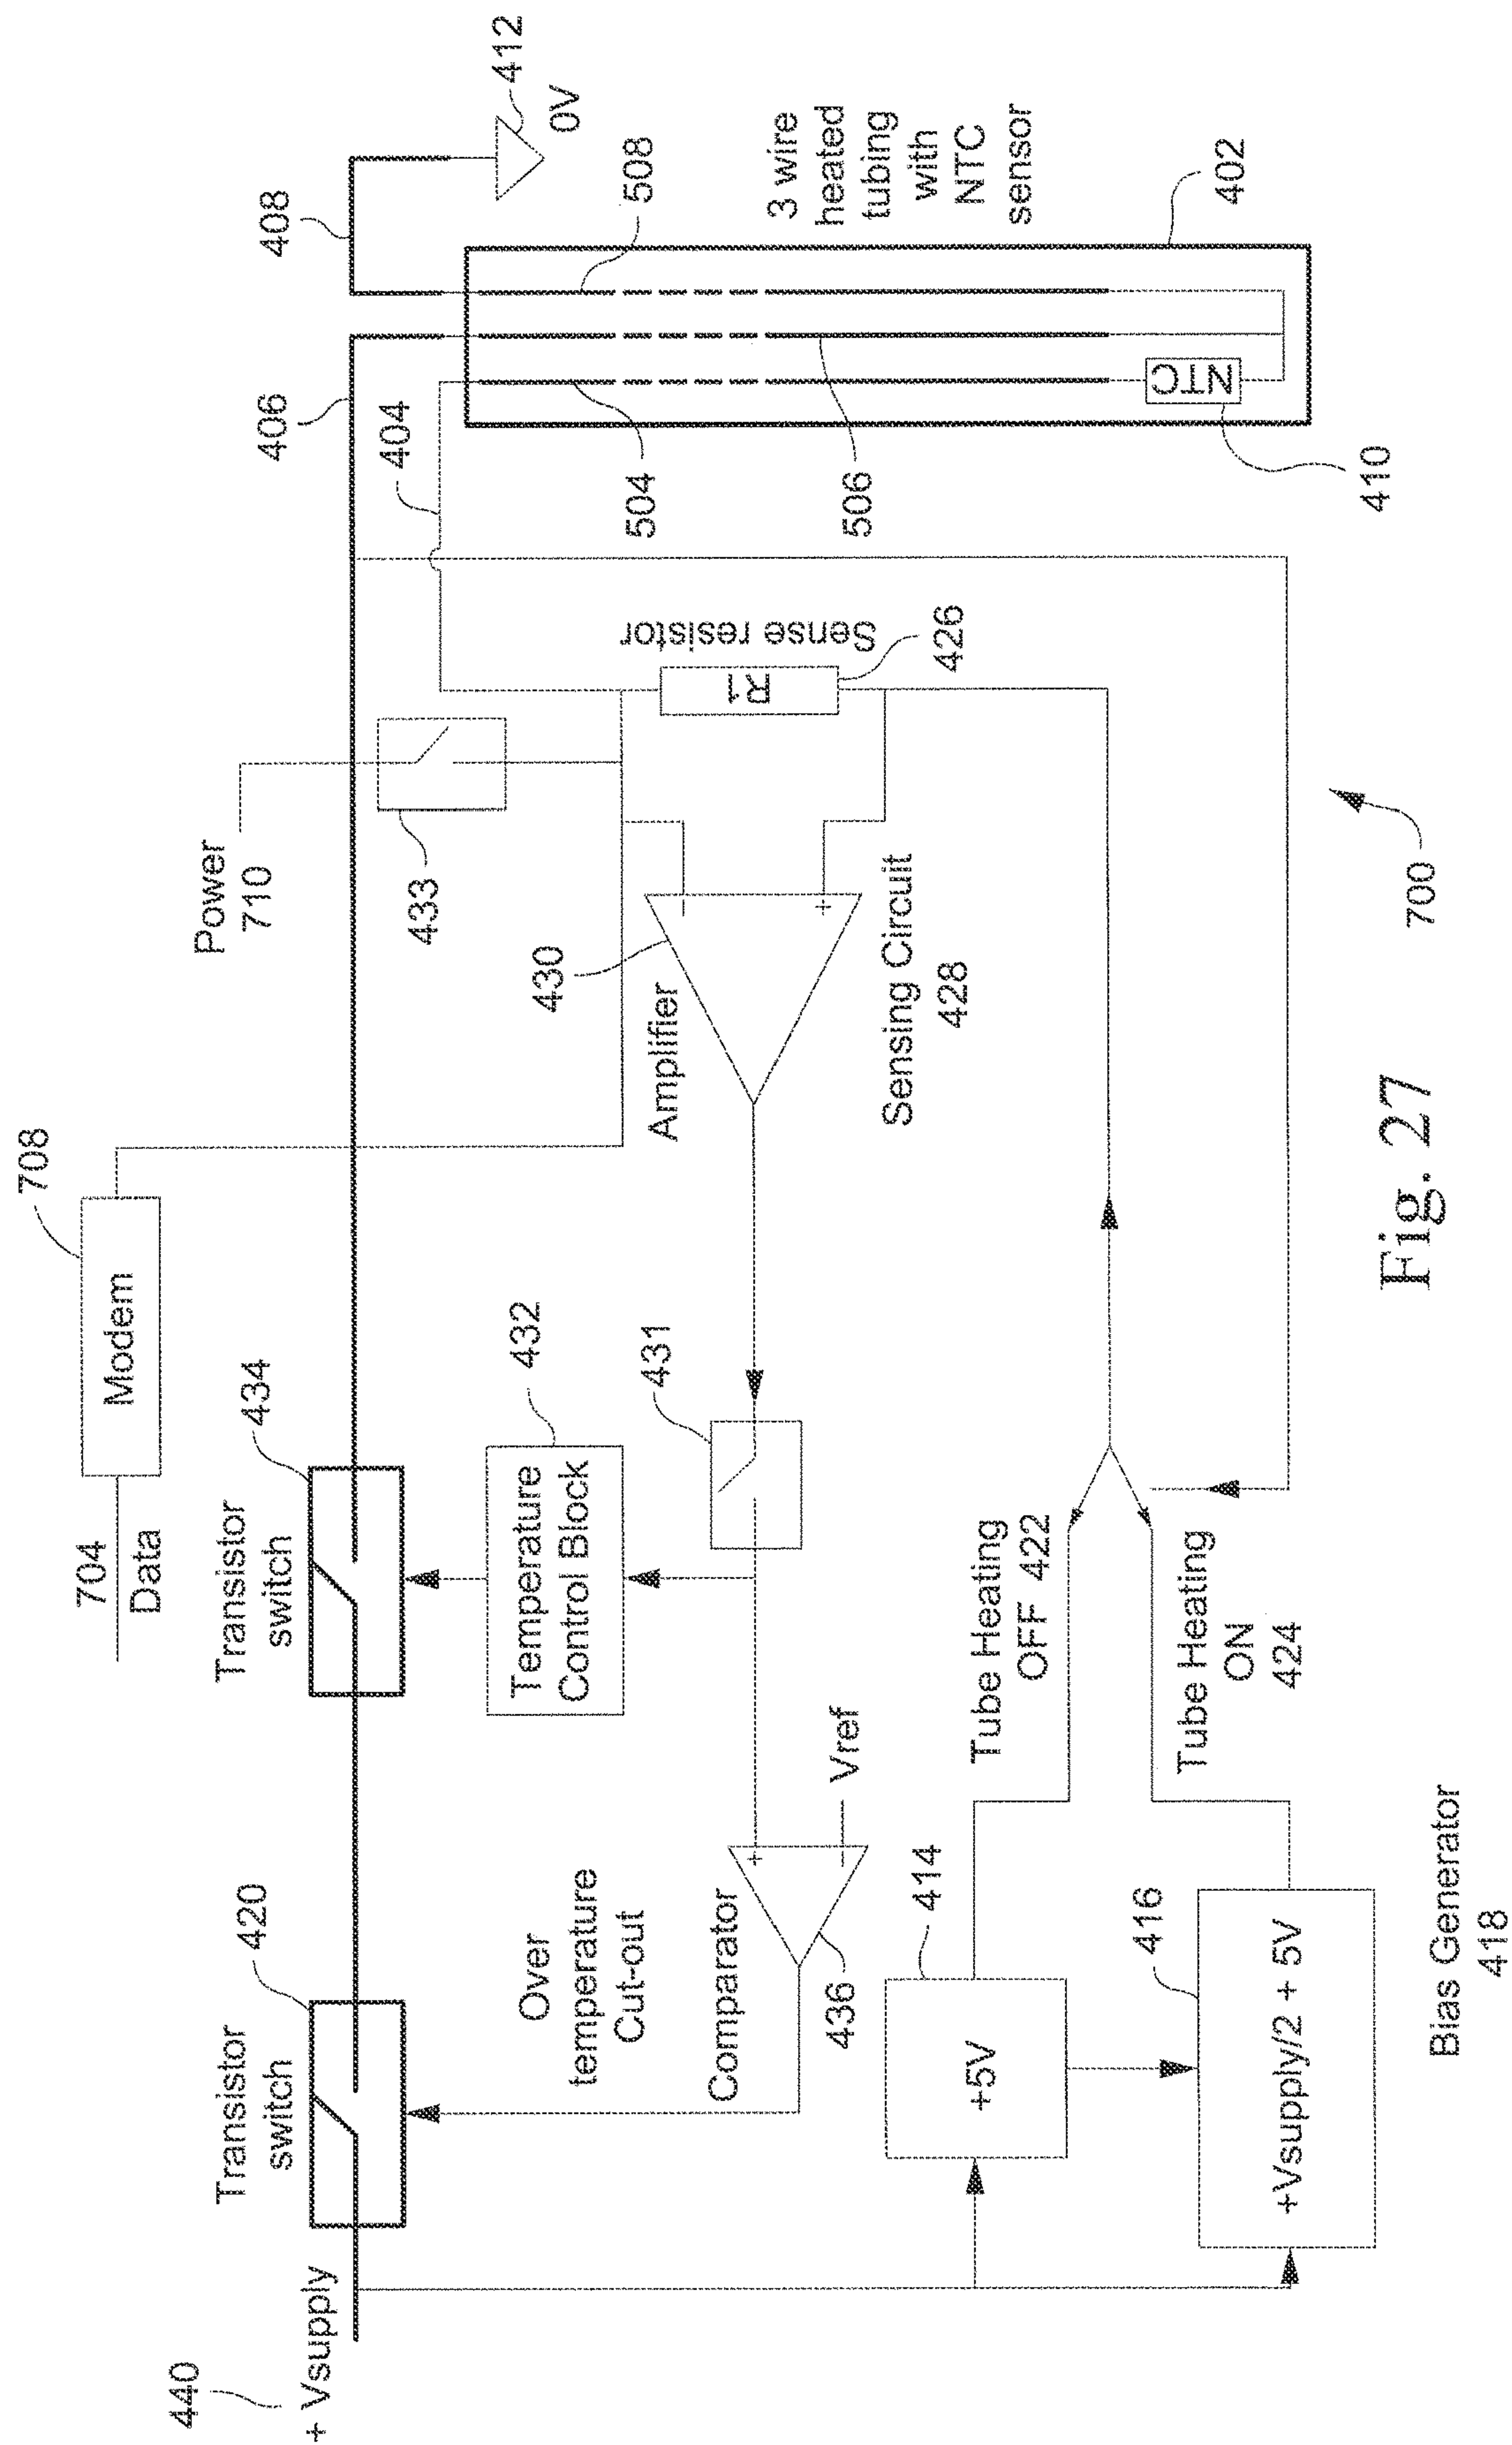 704
Data
Modem
708
440
+ Vsupply
Transistor
switch
420
Transistor
switch
434
Power
710
433
406
408
412
0V
404
Over
temperature
Cut-out
Temperature
Control Block
432
431
Comparator
436
+
Vref
Amplifier
430
+
Sensing Circuit
428
R1
Sense resistor
426
504
506
508
3 wire
heated
tubing
with
NTC
sensor
402
NTC
410
414
+5V
Tube Heating
OFF 422
Tube Heating
ON
424
416
+Vsupply/2 + 5V
Bias Generator
418
700
Fig. 27